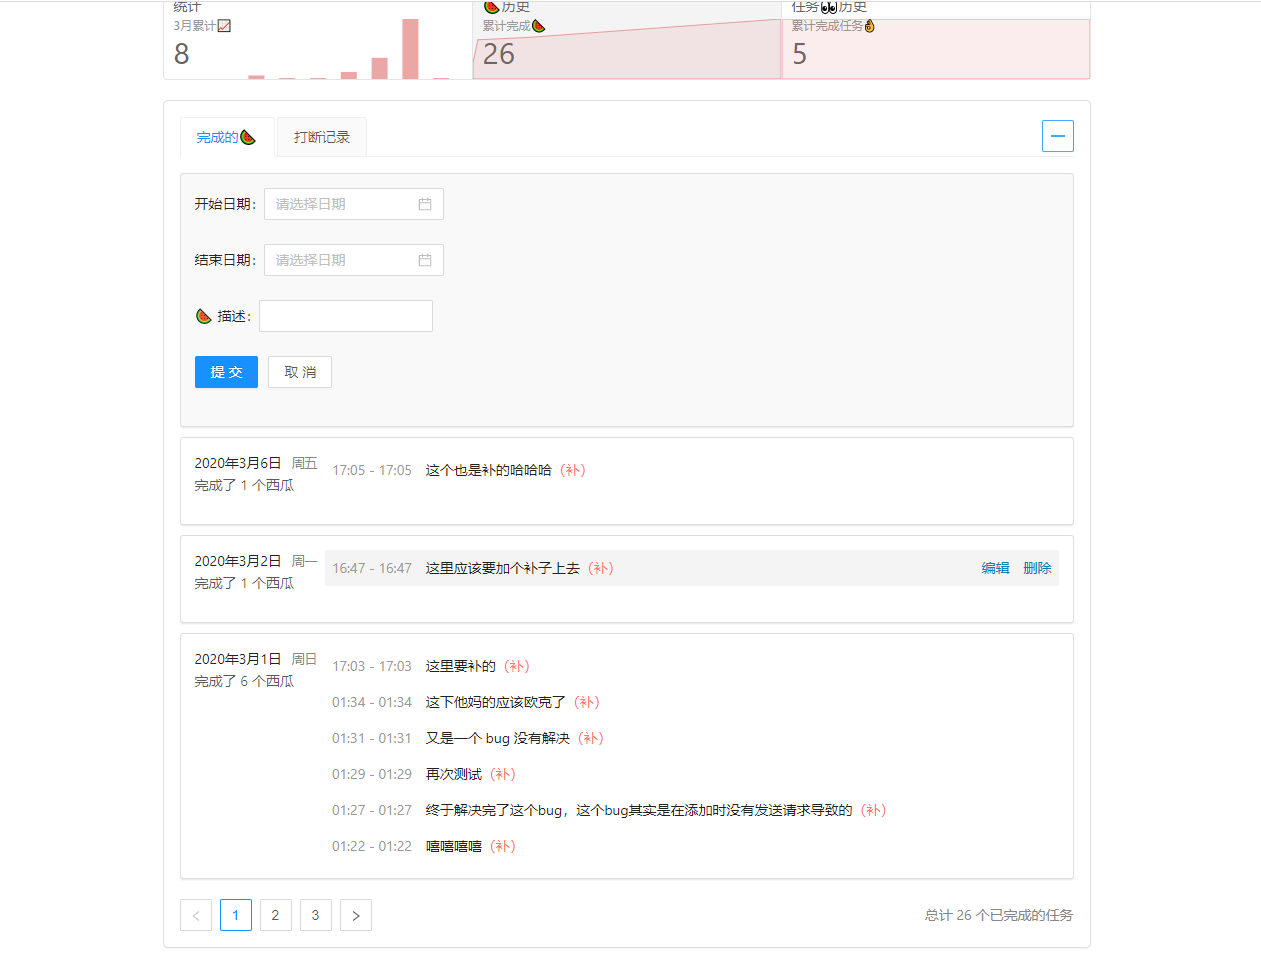 统计
3月累计
8
历史
累计完成
26
任务历史
累计完成任务
5
完成的
打断记录
开始日期：
请选择日期
结束日期：
请选择日期
描述：
提 交
取 消
2020年3月6日 周五
完成了 1 个西瓜
17:05 - 17:05 这个也是补的哈哈哈（补）
2020年3月2日 周一
完成了 1 个西瓜
16:47 - 16:47 这里应该要加个补子上去（补） 编辑 删除
2020年3月1日 周日
完成了 6 个西瓜
17:03 - 17:03 这里要补的（补）
01:34 - 01:34 这下他妈的应该欧克了（补）
01:31 - 01:31 又是一个 bug 没有解决（补）
01:29 - 01:29 再次测试（补）
01:27 - 01:27 终于解决完了这个bug，这个bug其实是在添加时没有发送请求导致的（补）
01:22 - 01:22 嘻嘻嘻嘻（补）
< 1 2 3 >
总计 26 个已完成的任务